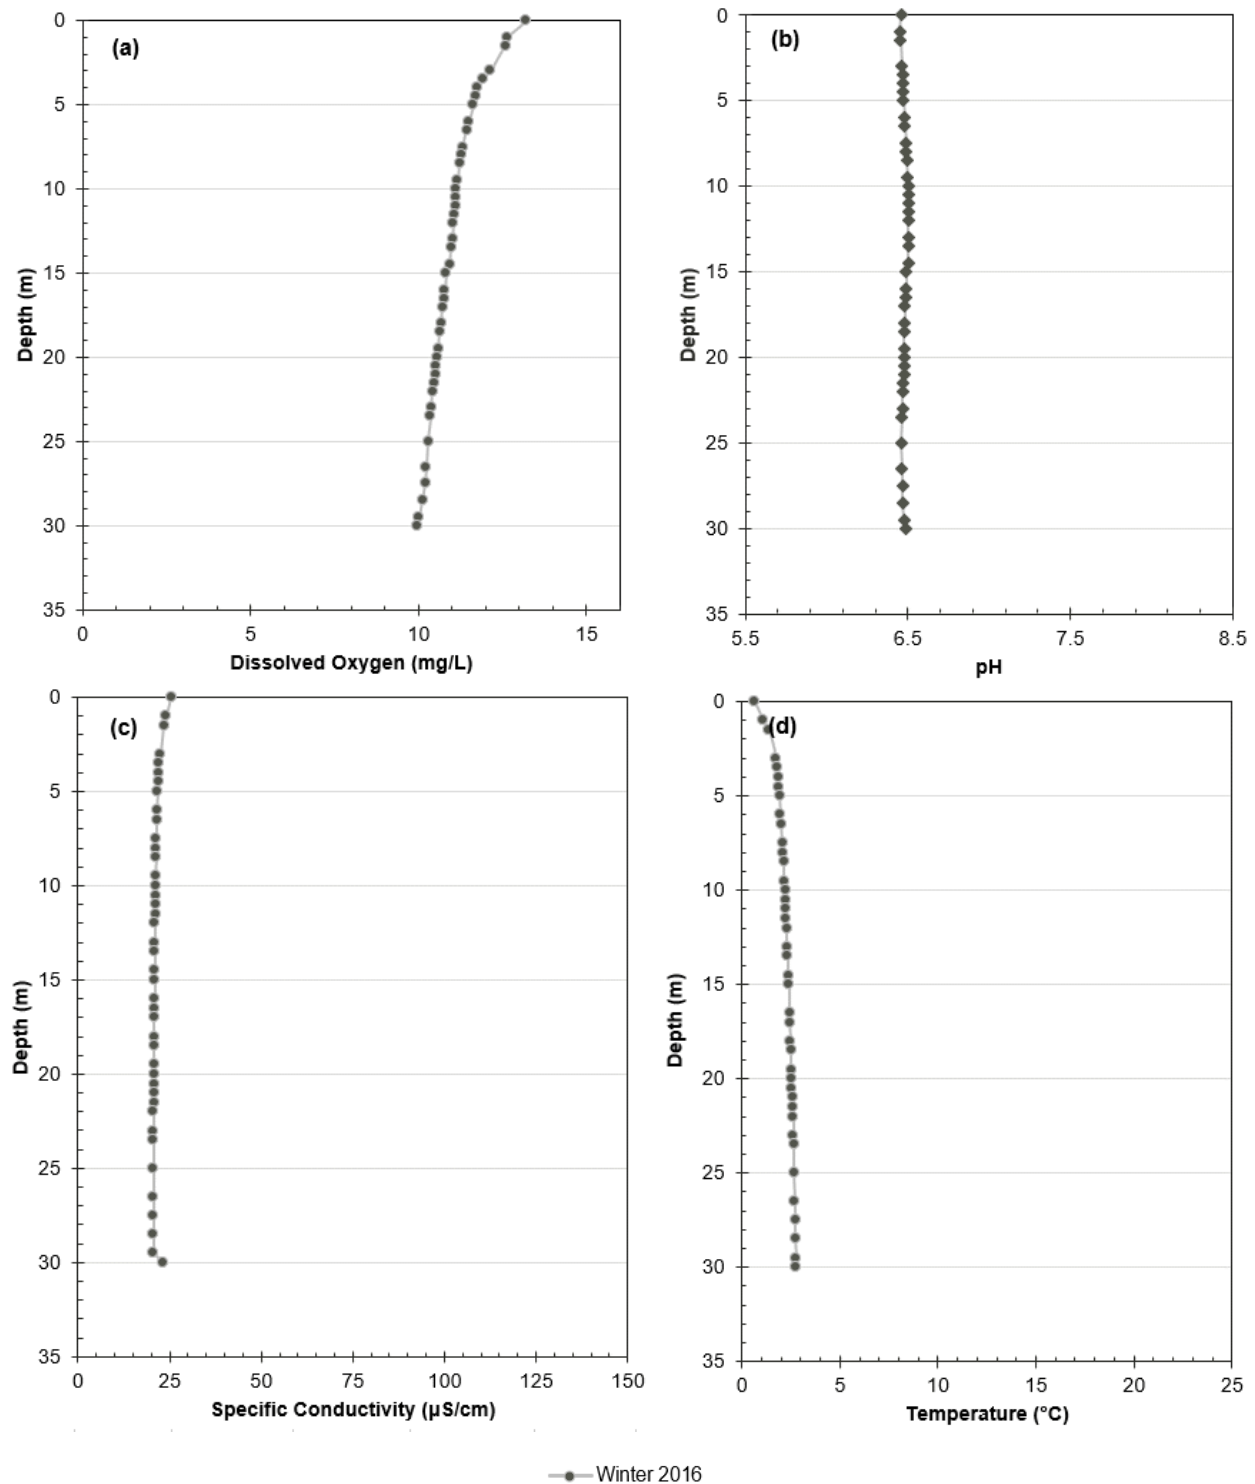 (a)
0
5
10
15
20
25
30
35
Depth (m)
0 5 10 15
Dissolved Oxygen (mg/L)
(b)
0
5
10
15
20
25
30
35
Depth (m)
5.5 6.5 7.5 8.5
pH
(c)
0
5
10
15
20
25
30
35
Depth (m)
0 25 50 75 100 125 150
Specific Conductivity (µS/cm)
(d)
0
5
10
15
20
25
30
35
Depth (m)
0 5 10 15 20 25
Temperature (°C)
Winter 2016